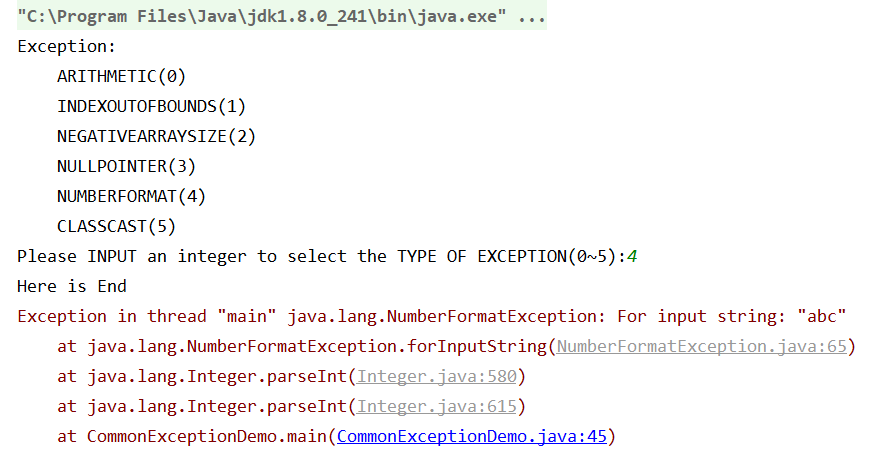 "C:\Program Files\Java\jdk1.8.0_241\bin\java.exe" ...
Exception:
    ARITHMETIC(0)
    INDEXOUTOFBOUNDS(1)
    NEGATIVEARRAYSIZE(2)
    NULLPOINTER(3)
    NUMBERFORMAT(4)
    CLASSCAST(5)
Please INPUT an integer to select the TYPE OF EXCEPTION(0~5):4
Here is End
Exception in thread "main" java.lang.NumberFormatException: For input string: "abc"
    at java.lang.NumberFormatException.forInputString(NumberFormatException.java:65)
    at java.lang.Integer.parseInt(Integer.java:580)
    at java.lang.Integer.parseInt(Integer.java:615)
    at CommonExceptionDemo.main(CommonExceptionDemo.java:45)